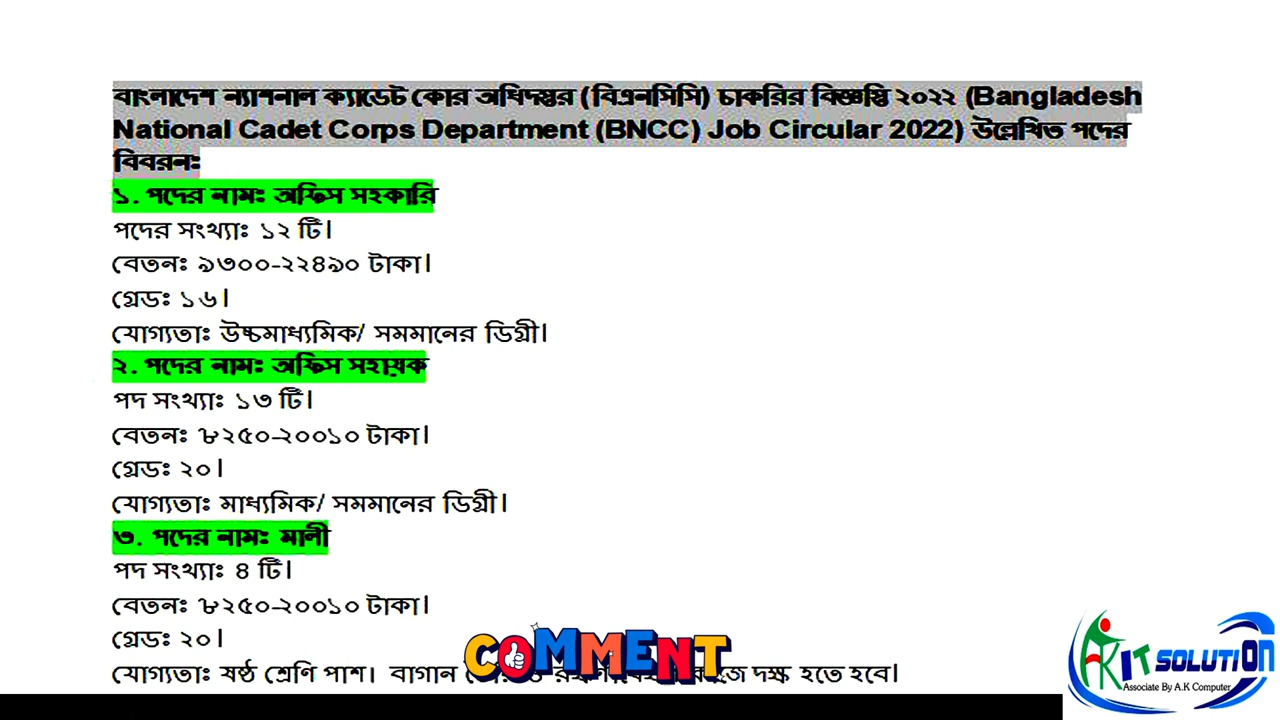 বাংলাদেশ ন্যাশনাল ক্যাডেট কোর অধিদপ্তর (বিএনসিসি) চাকরির বিজ্ঞপ্তি ২০২২ (Bangladesh
National Cadet Corps Department (BNCC) Job Circular 2022) উল্লেখিত পদের
বিবরনঃ
১. পদের নামঃ অফিস সহকারি
পদের সংখ্যাঃ ১২ টি।
বেতনঃ ৯৩০০-২২৪৯০ টাকা।
গ্রেডঃ ১৬।
যোগ্যতাঃ উচ্চমাধ্যমিক/ সমমানের ডিগ্রী।
২. পদের নামঃ অফিস সহায়ক
পদ সংখ্যাঃ ১৩ টি।
বেতনঃ ৮২৫০-২০০১০ টাকা।
গ্রেডঃ ২০।
যোগ্যতাঃ মাধ্যমিক/ সমমানের ডিগ্রী।
৩. পদের নামঃ মালী
পদ সংখ্যাঃ ৪ টি।
বেতনঃ ৮২৫০-২০০১০ টাকা।
গ্রেডঃ ২০।
যোগ্যতাঃ ষষ্ঠ শ্রেণি পাশ। বাগান দক্ষ হতে হবে।
COMMENT
AK IT SOLUTION
Associate By A.K Computer